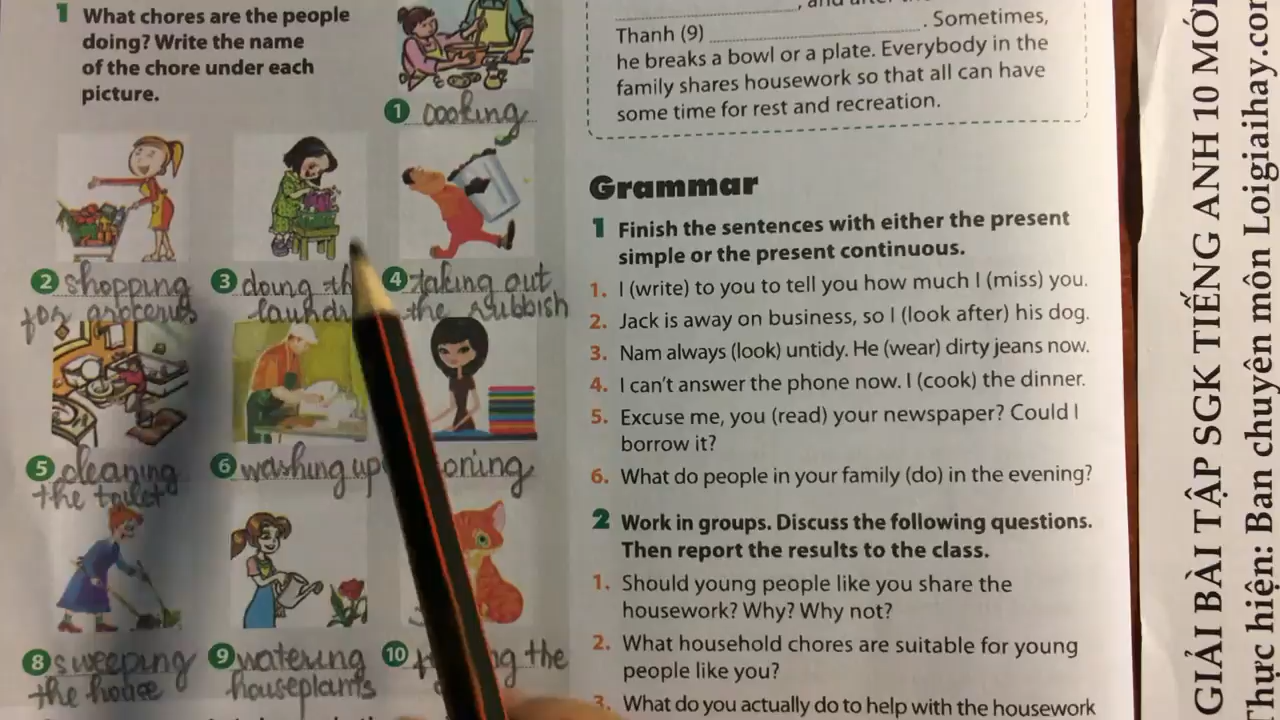 1 What chores are the people
doing? Write the name
of the chore under each
picture.
1 cooking
2 shopping
for groceries
3 doing
4 taking out
the rubbish
5 cleaning
the toilet
6 washing up
8 sweeping
the house
9 watering
houseplants
10
the
, and after
Thanh (9) . Sometimes,
he breaks a bowl or a plate. Everybody in the
family shares housework so that all can have
some time for rest and recreation.
Grammar
1 Finish the sentences with either the present
simple or the present continuous.
1. I (write) to you to tell you how much I (miss) you.
2. Jack is away on business, so I (look after) his dog.
3. Nam always (look) untidy. He (wear) dirty jeans now.
4. I can't answer the phone now. I (cook) the dinner.
5. Excuse me, you (read) your newspaper? Could I
borrow it?
6. What do people in your family (do) in the evening?
2 Work in groups. Discuss the following questions.
Then report the results to the class.
1. Should young people like you share the
housework? Why? Why not?
2. What household chores are suitable for young
people like you?
3. What do you actually do to help with the housework
GIẢI BÀI TẬP SGK TIẾNG ANH 10 MỚI
Thực hiện: Ban chuyên môn Loigiaihay.com